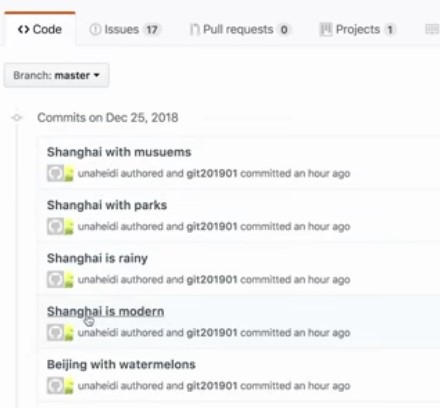 Code Issues 17 Pull requests 0 Projects 1
Branch: master
Commits on Dec 25, 2018
Shanghai with musuems
unaheidi authored and git201901 committed an hour ago
Shanghai with parks
unaheidi authored and git201901 committed an hour ago
Shanghai is rainy
unaheidi authored and git201901 committed an hour ago
Shanghai is modern
unaheidi authored and git201901 committed an hour ago
Beijing with watermelons
unaheidi authored and git201901 committed an hour ago